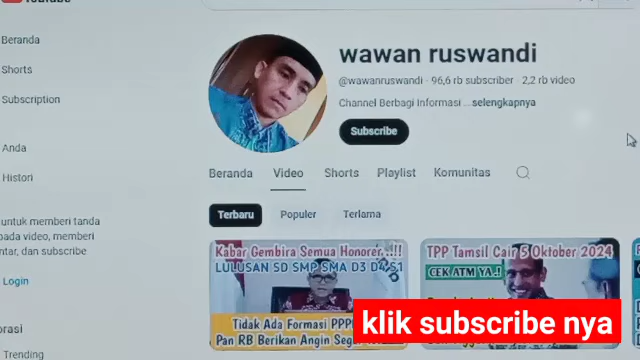 YouTube
Beranda
Shorts
Subscription
Anda
Histori
untuk memberi tanda
pada video, memberi
ntar, dan subscribe
Login
orasi
Trending
wawan ruswandi
@wawanruswandi · 96,6 rb subscriber · 2,2 rb video
Channel Berbagi Informasi ...selengkapnya
Subscribe
Beranda Video Shorts Playlist Komunitas
Terbaru Populer Terlama
Kabar Gembira Semua Honorer...!!!
LULUSAN SD SMP SMA D3 D4 S1
Tidak Ada Formasi PPP
Pan RB Berikan Angin Seg
TPP Tamsil Cair 5 Oktober 2024
CEK ATM YA.!
klik subscribe nya